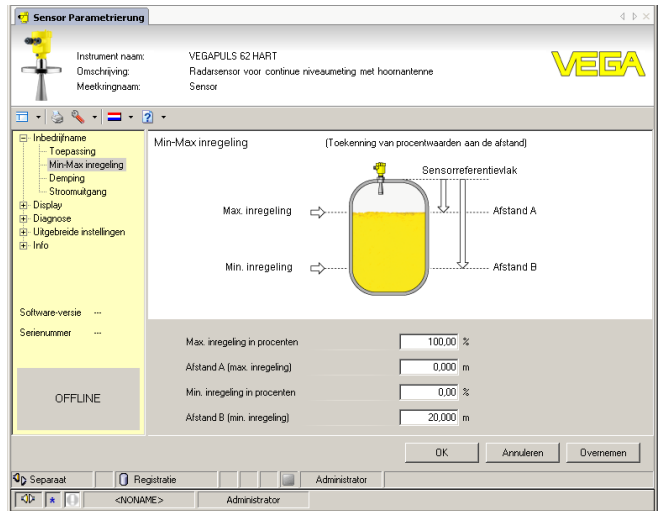 Sensor Parametrierung
Instrument naam: VEGAPULS 62 HART
Omschrijving: Radarsensor voor continue niveaumeting met hoornantenne
Meetkringnaam: Sensor
VEGA
Inbedrijfname
Toepassing
Min-Max inregeling
Demping
Stroomuitgang
Display
Diagnose
Uitgebreide instellingen
Info
Software-versie ---
Serienummer ---
OFFLINE
Min-Max inregeling (Toekenning van procentwaarden aan de afstand)
Sensorreferentievlak
Max. inregeling
Afstand A
Min. inregeling
Afstand B
Max. inregeling in procenten 100,00 %
Afstand A (max. inregeling) 0,000 m
Min. inregeling in procenten 0,00 %
Afstand B (min. inregeling) 20,000 m
OK Annuleren Overnemen
Separaat Registratie Administrator
<NONAME> Administrator